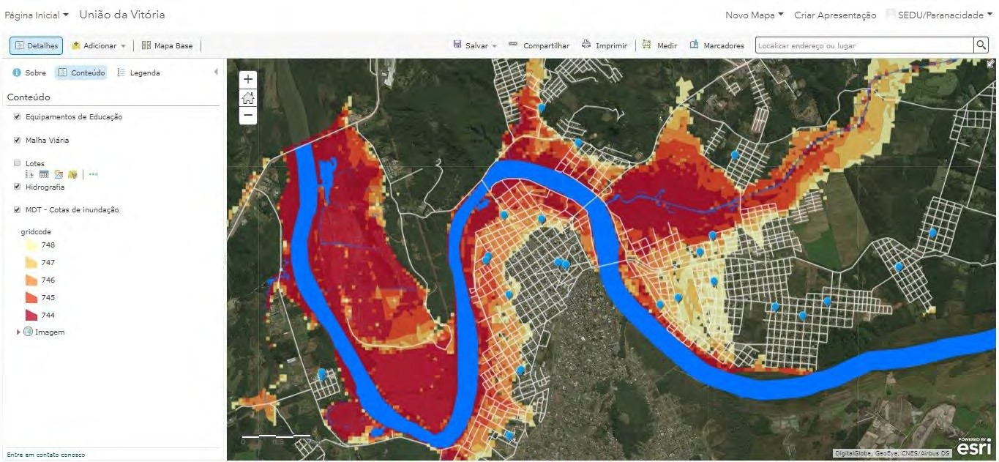 Página Inicial União da Vitória Novo Mapa Criar Apresentação SEDU/Paranacidade
Detalhes Adicionar Mapa Base Salvar Compartilhar Imprimir Medir Marcadores Localizar endereço ou lugar
Sobre Conteúdo Legenda
Conteúdo
Equipamentos de Educação
Malha Viária
Lotes
Hidrografia
MDT - Cotas de inundação
gridcode
748
747
746
745
744
Imagem
Entre em contato conosco
0
POWERED BY
esri
DigitalGlobe, GeoEye, CNES/Airbus DS